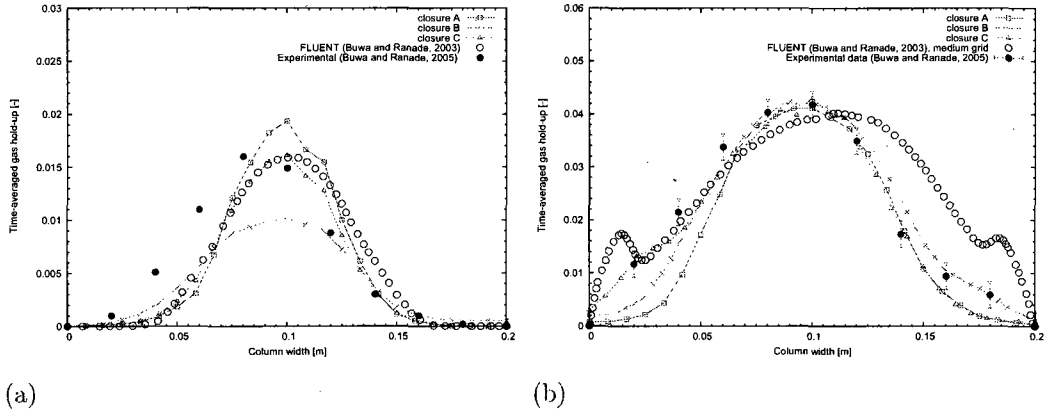 0.03
0.025
0.02
0.015
0.01
0.005
0
0
0.05
0.1
0.15
0.2
Time-averaged gas hold-up [-]
Column width [m]
closure A
closure B
closure C
FLUENT (Buwa and Ranade, 2003)
Experimental (Buwa and Ranade, 2005)
(a)
0.06
0.05
0.04
0.03
0.02
0.01
0
0
0.05
0.1
0.15
0.2
Time-averaged gas hold-up [-]
Column width [m]
closure A
closure B
closure C
FLUENT (Buwa and Ranade, 2003), medium grid
Experimental data (Buwa and Ranade, 2005)
(b)